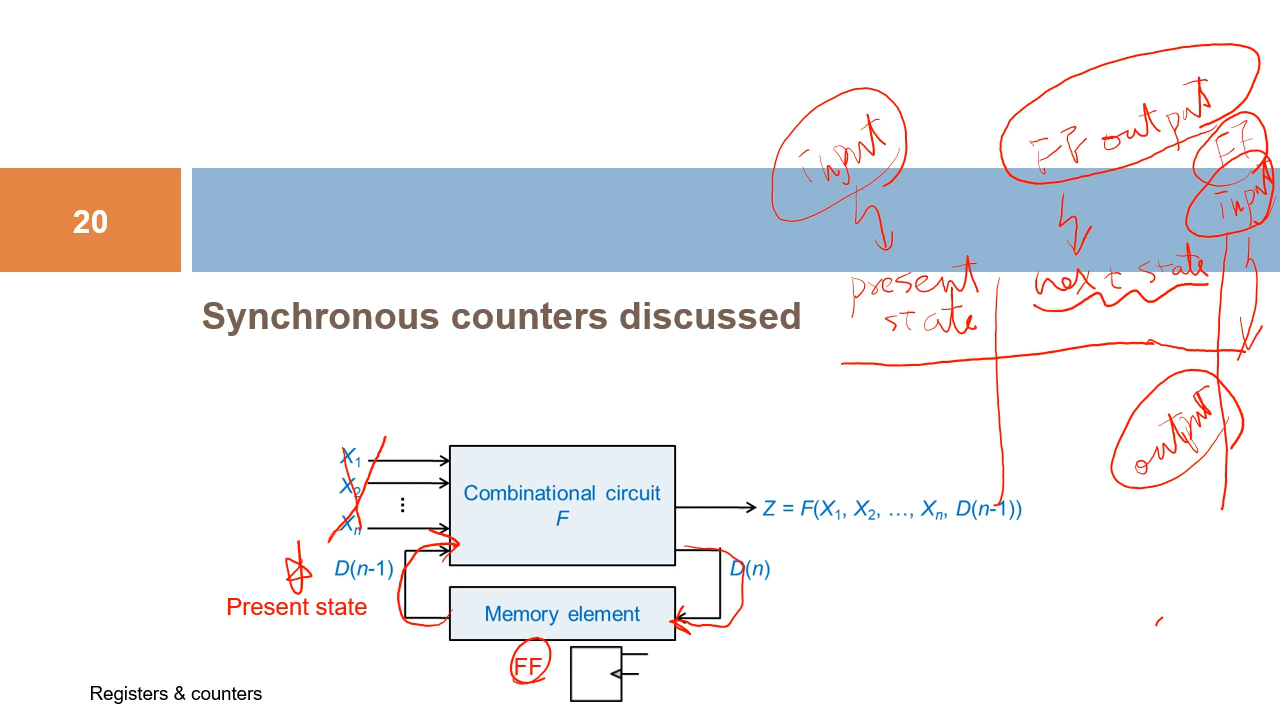 20
input
FF output
FF
input
present
state
next state
output
Synchronous counters discussed
X1
X2
⋮
Xn
D(n-1)
Present state
Combinational circuit
F
Z = F(X1, X2, …, Xn, D(n-1))
D(n)
Memory element
FF
Registers & counters